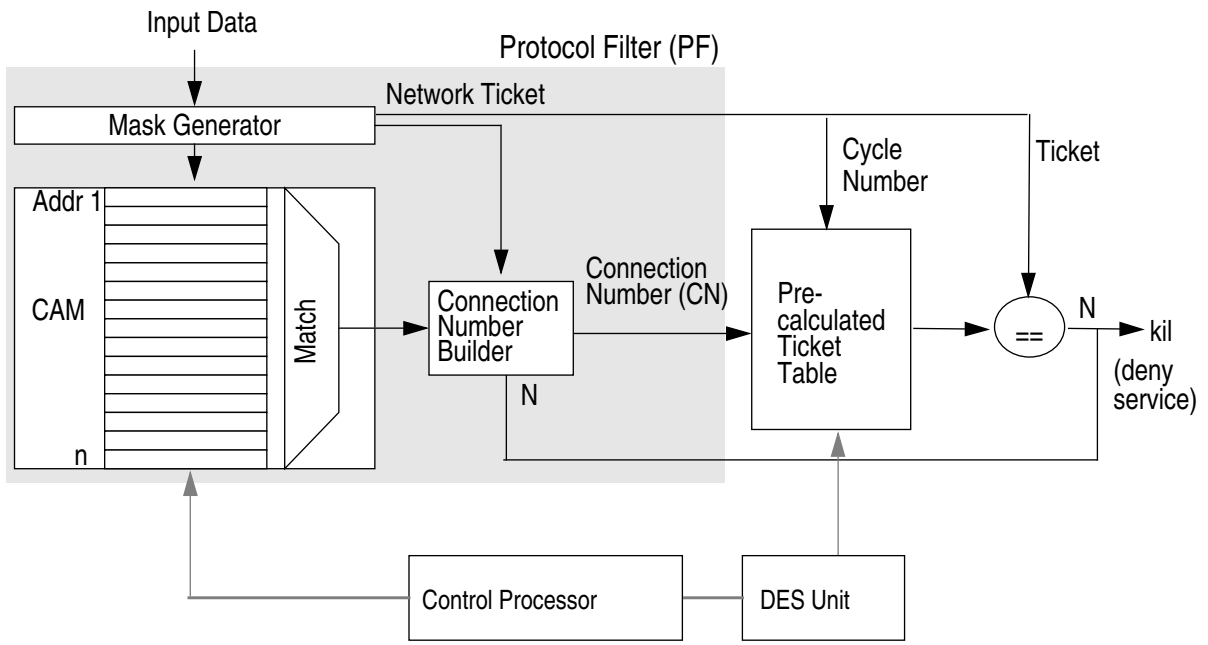 Input Data
Protocol Filter (PF)
Network Ticket
Mask Generator
Cycle
Number
Ticket
Addr 1
CAM
n
Match
Connection
Number
Builder
N
Connection
Number (CN)
Pre-
calculated
Ticket
Table
==
N
kil
(deny
service)
Control Processor
DES Unit